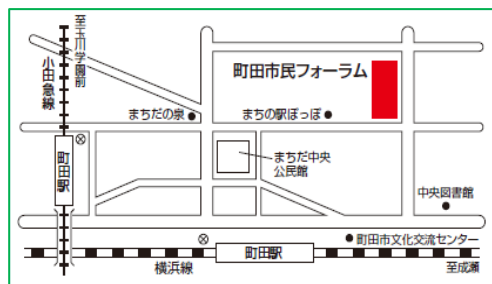 至玉川学園前
小田急線
町田市民フォーラム
まちだの泉
まちの駅ぽっぽ
町田駅
まちだ中央
公民館
中央図書館
町田市文化交流センター
町田駅
横浜線
至成瀬